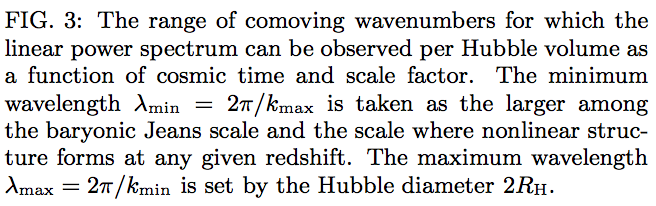 FIG. 3: The range of comoving wavenumbers for which the
linear power spectrum can be observed per Hubble volume as
a function of cosmic time and scale factor. The minimum
wavelength λmin = 2π/kmax is taken as the larger among
the baryonic Jeans scale and the scale where nonlinear struc-
ture forms at any given redshift. The maximum wavelength
λmax = 2π/kmin is set by the Hubble diameter 2RH.